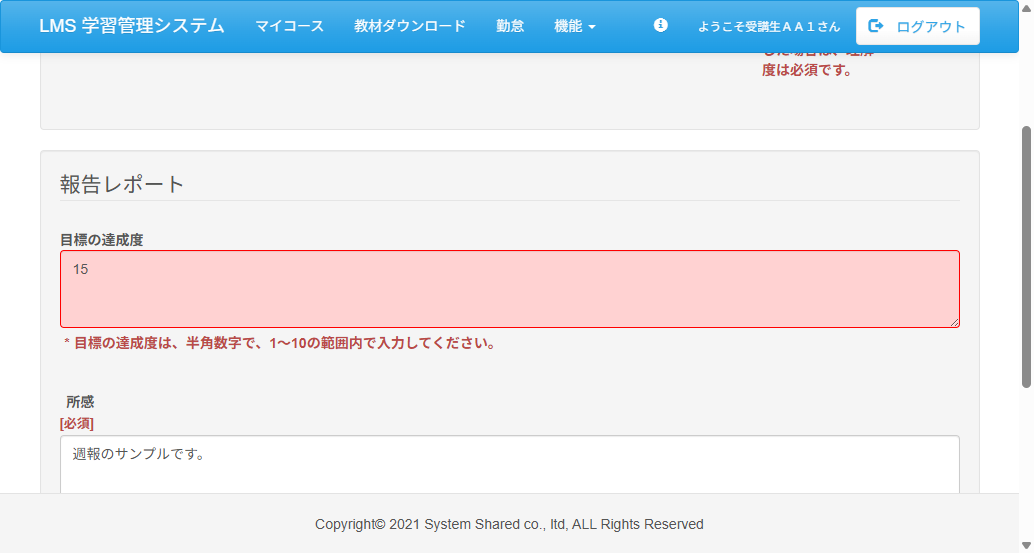 LMS 学習管理システム マイコース 教材ダウンロード 勤怠 機能 ようこそ受講生ＡＡ１さん ログアウト
度は必須です。
報告レポート
目標の達成度
15
* 目標の達成度は、半角数字で、1～10の範囲内で入力してください。
所感
[必須]
週報のサンプルです。
Copyright© 2021 System Shared co., ltd, ALL Rights Reserved